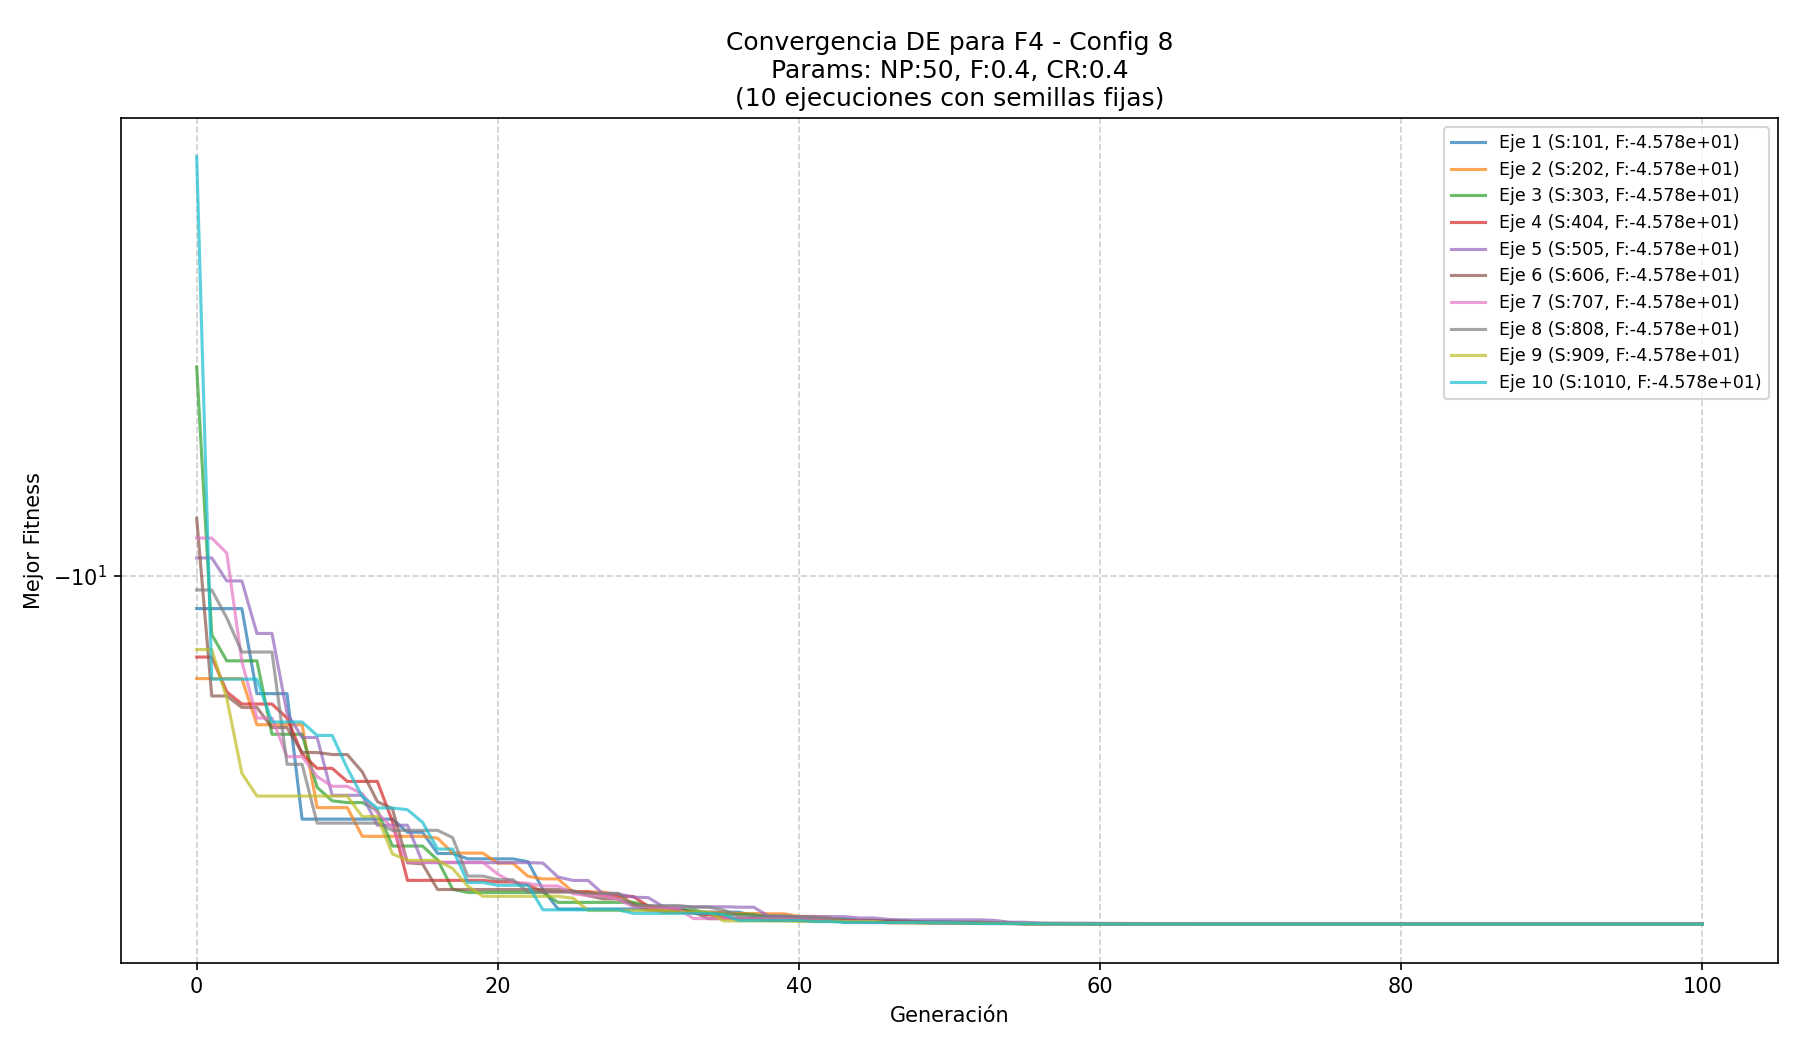 Convergencia DE para F4 - Config 8
Params: NP:50, F:0.4, CR:0.4
(10 ejecuciones con semillas fijas)
Eje 1 (S:101, F:-4.578e+01)
Eje 2 (S:202, F:-4.578e+01)
Eje 3 (S:303, F:-4.578e+01)
Eje 4 (S:404, F:-4.578e+01)
Eje 5 (S:505, F:-4.578e+01)
Eje 6 (S:606, F:-4.578e+01)
Eje 7 (S:707, F:-4.578e+01)
Eje 8 (S:808, F:-4.578e+01)
Eje 9 (S:909, F:-4.578e+01)
Eje 10 (S:1010, F:-4.578e+01)
Mejor Fitness
−10¹
0 20 40 60 80 100
Generación